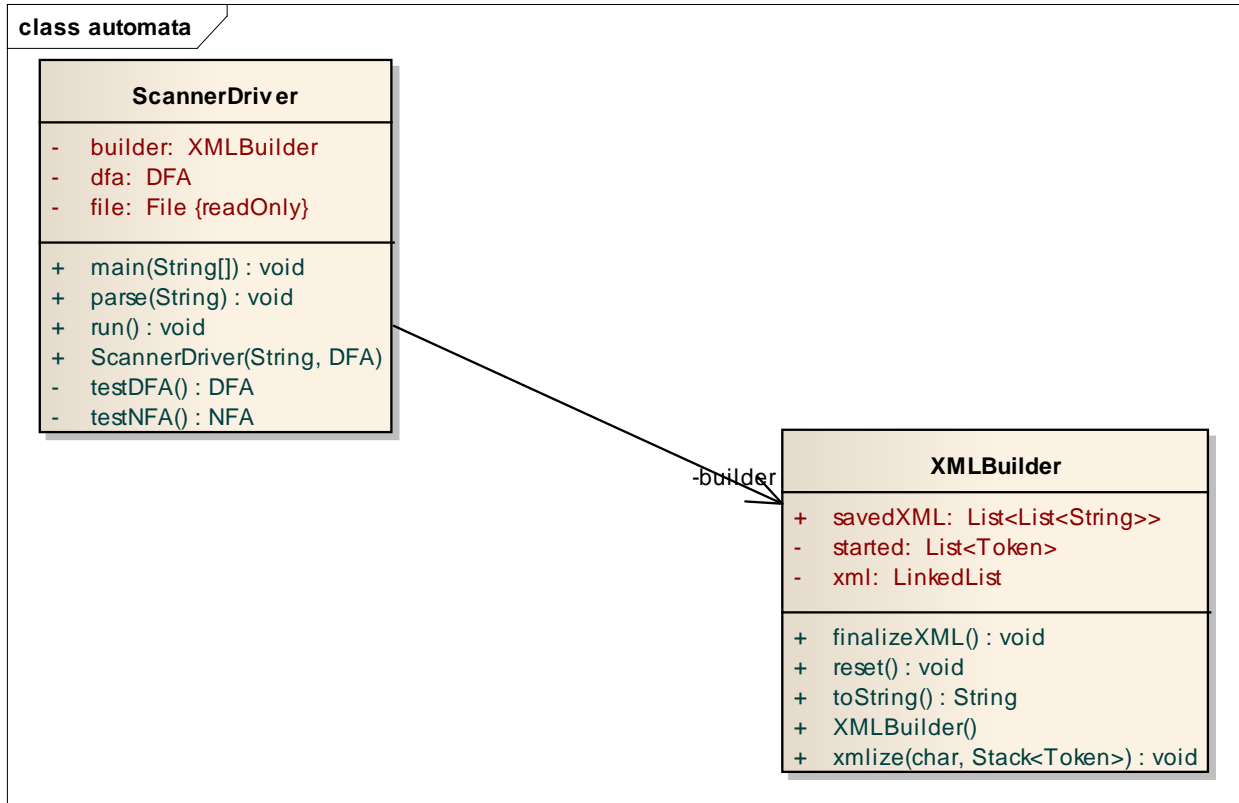 class automata
ScannerDriver
- builder: XMLBuilder
- dfa: DFA
- file: File {readOnly}
+ main(String[]) : void
+ parse(String) : void
+ run() : void
+ ScannerDriver(String, DFA)
- testDFA() : DFA
- testNFA() : NFA
-builder
XMLBuilder
+ savedXML: List<List<String>>
- started: List<Token>
- xml: LinkedList
+ finalizeXML() : void
+ reset() : void
+ toString() : String
+ XMLBuilder()
+ xmlize(char, Stack<Token>) : void